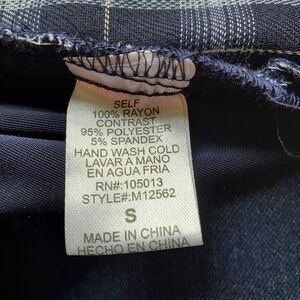 SELF
100% RAYON
CONTRAST
95% POLYESTER
5% SPANDEX
HAND WASH COLD
LAVAR A MANO
EN AGUA FRIA
RN#:105013
STYLE#:M12562
S
MADE IN CHINA
HECHO EN CHINA